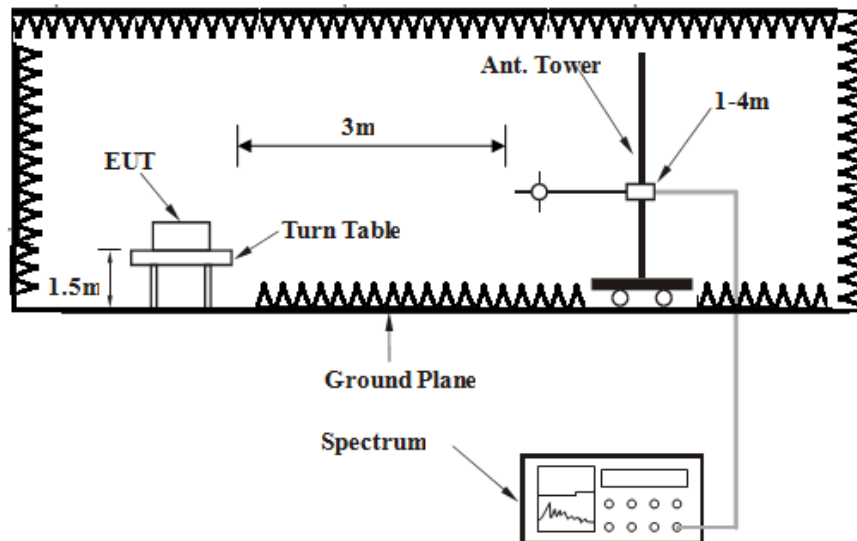 Ant. Tower
1-4m
3m
EUT
Turn Table
1.5m
Ground Plane
Spectrum